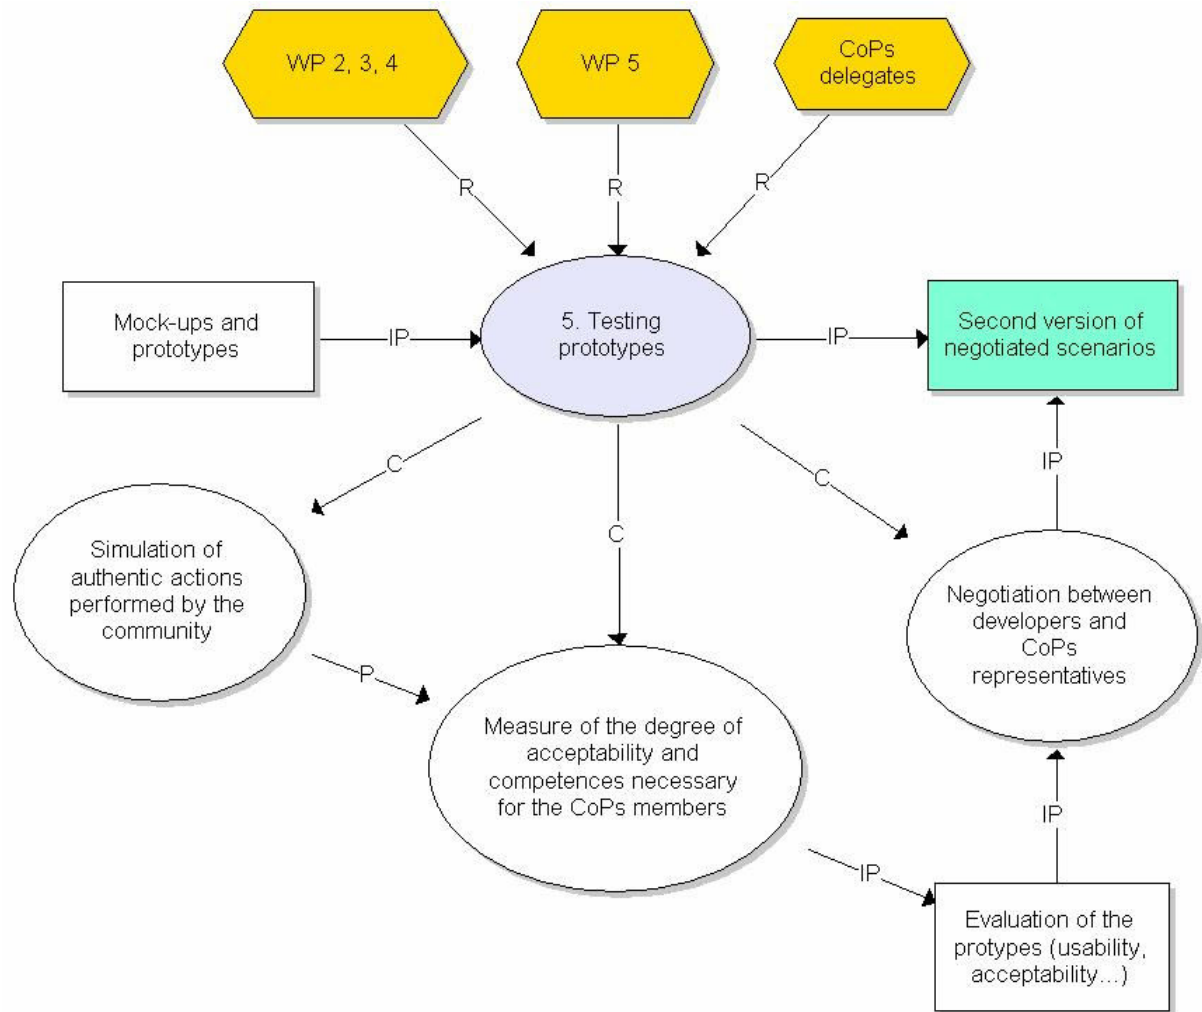 WP 2, 3, 4
WP 5
CoPs
delegates
R
R
R
Mock-ups and
prototypes
IP
5. Testing
prototypes
IP
Second version of
negotiated scenarios
C
C
C
IP
Simulation of
authentic actions
performed by the
community
Negotiation between
developers and
CoPs
representatives
P
Measure of the degree of
acceptability and
competences necessary
for the CoPs members
IP
IP
Evaluation of the
protypes (usability,
acceptability...)